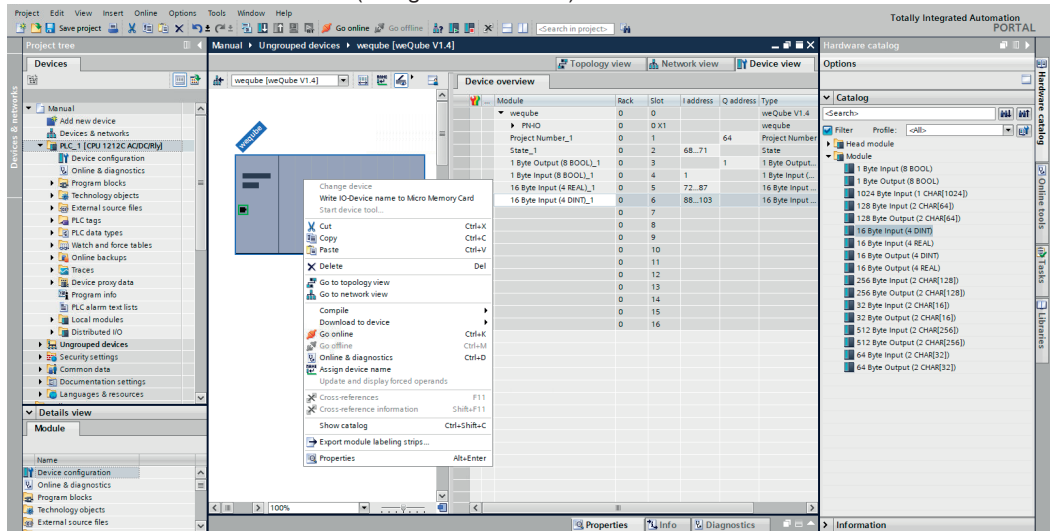 Project Edit View Insert Online Options Tools Window Help
Totally Integrated Automation
PORTAL
Save project Go online Go offline <Search in project>
Project tree
Manual Ungrouped devices weqube [weQube V1.4]
Hardware catalog
Devices
Topology view Network view Device view
Options
weqube [weQube V1.4]
Device overview
Catalog
<Search>
Filter Profile: <All>
Head module
Module
1 Byte Input (8 BOOL)
1 Byte Output (8 BOOL)
1024 Byte Input (1 CHAR[1024])
128 Byte Input (2 CHAR[64])
128 Byte Output (2 CHAR[64])
16 Byte Input (4 DINT)
16 Byte Input (4 REAL)
16 Byte Output (4 DINT)
16 Byte Output (4 REAL)
256 Byte Input (2 CHAR[128])
256 Byte Output (2 CHAR[128])
32 Byte Input (2 CHAR[16])
32 Byte Output (2 CHAR[16])
512 Byte Input (2 CHAR[256])
512 Byte Output (2 CHAR[256])
64 Byte Input (2 CHAR[32])
64 Byte Output (2 CHAR[32])
Manual
Add new device
Devices & networks
PLC_1 [CPU 1212C AC/DC/Rly]
Device configuration
Online & diagnostics
Program blocks
Technology objects
External source files
PLC tags
PLC data types
Watch and force tables
Online backups
Traces
Device proxy data
Program info
PLC alarm text lists
Local modules
Distributed I/O
Ungrouped devices
Security settings
Common data
Documentation settings
Languages & resources
weqube
... Module Rack Slot I address Q address Type
weqube 0 0 weQube V1.4
PN-IO 0 0 X1 weqube
Project Number_1 0 1 64 Project Number
State_1 0 2 68...71 State
1 Byte Output (8 BOOL)_1 0 3 1 1 Byte Output...
1 Byte Input (8 BOOL)_1 0 4 1 1 Byte Input (...
16 Byte Input (4 REAL)_1 0 5 72...87 16 Byte Input ...
16 Byte Input (4 DINT)_1 0 6 88...103 16 Byte Input ...
0 7
0 8
0 9
0 10
0 11
0 12
0 13
0 14
0 15
0 16
Change device
Write IO-Device name to Micro Memory Card
Start device tool...
Cut Ctrl+X
Copy Ctrl+C
Paste Ctrl+V
Delete Del
Go to topology view
Go to network view
Compile
Download to device
Go online Ctrl+K
Go offline Ctrl+M
Online & diagnostics Ctrl+D
Assign device name
Update and display forced operands
Cross-references F11
Cross-reference information Shift+F11
Show catalog Ctrl+Shift+C
Export module labeling strips...
Properties Alt+Enter
Details view
Module
Name
Device configuration
Online & diagnostics
Program blocks
Technology objects
External source files
100%
Properties Info Diagnostics
Information
Devices & networks
Hardware catalog
Online tools
Tasks
Libraries